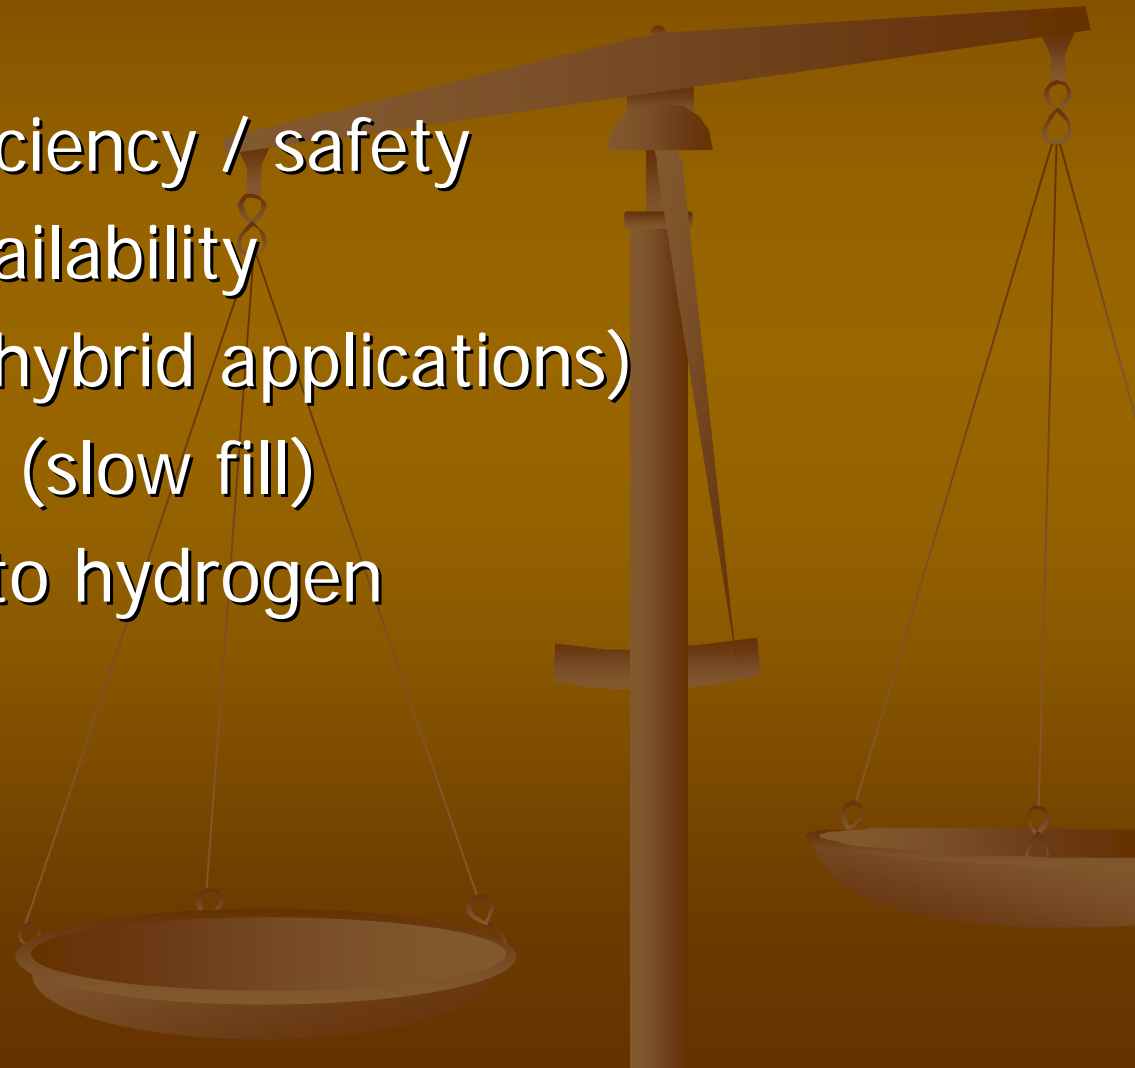 ciency / safety
ailability
hybrid applications)
(slow fill)
to hydrogen